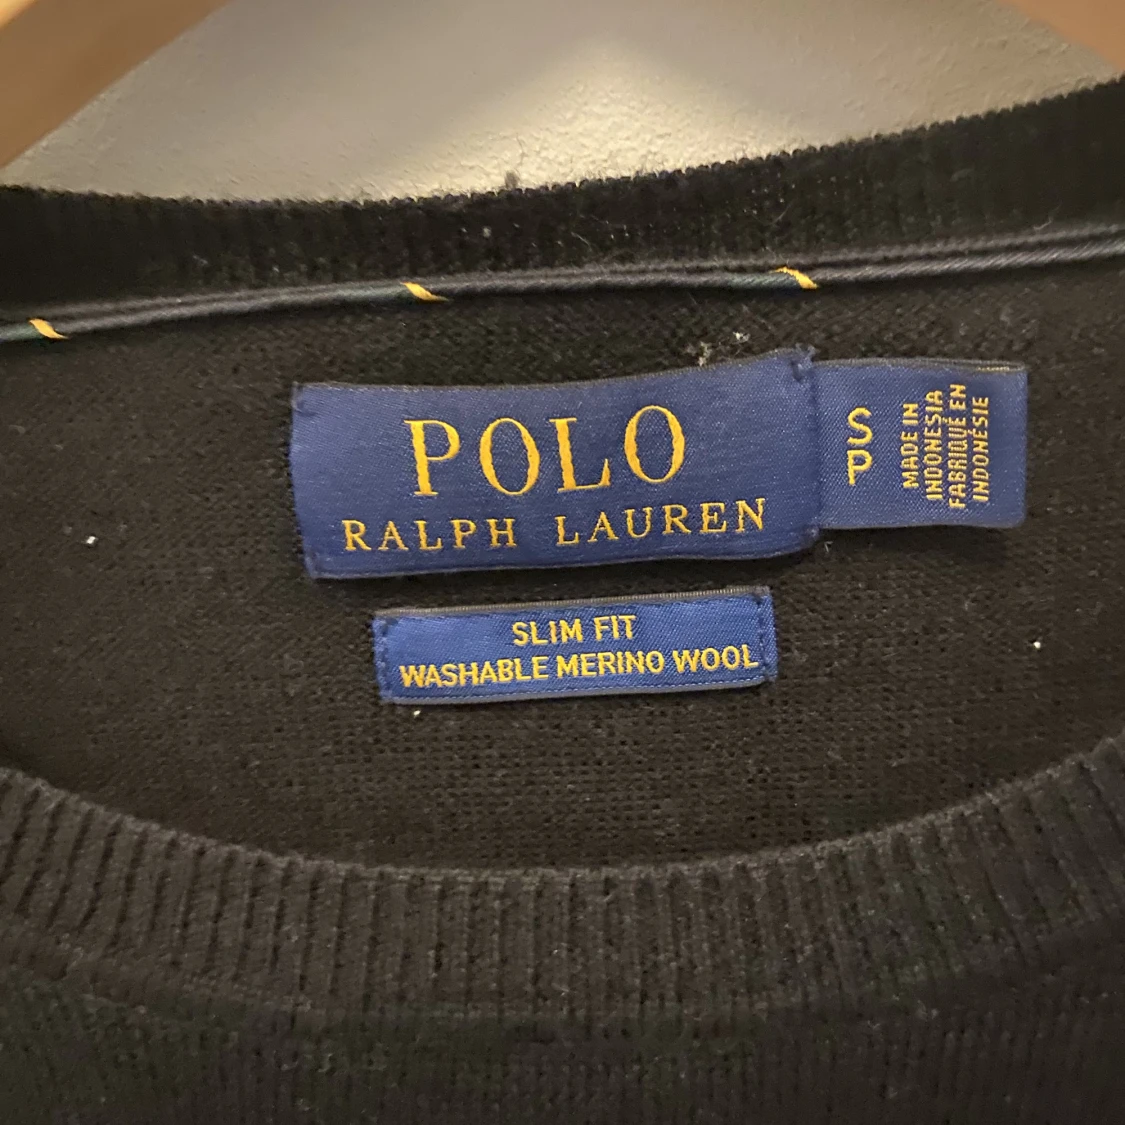 POLO
RALPH LAUREN
S
P
MADE IN
INDONESIA
FABRIQUÉ EN
INDONÉSIE
SLIM FIT
WASHABLE MERINO WOOL